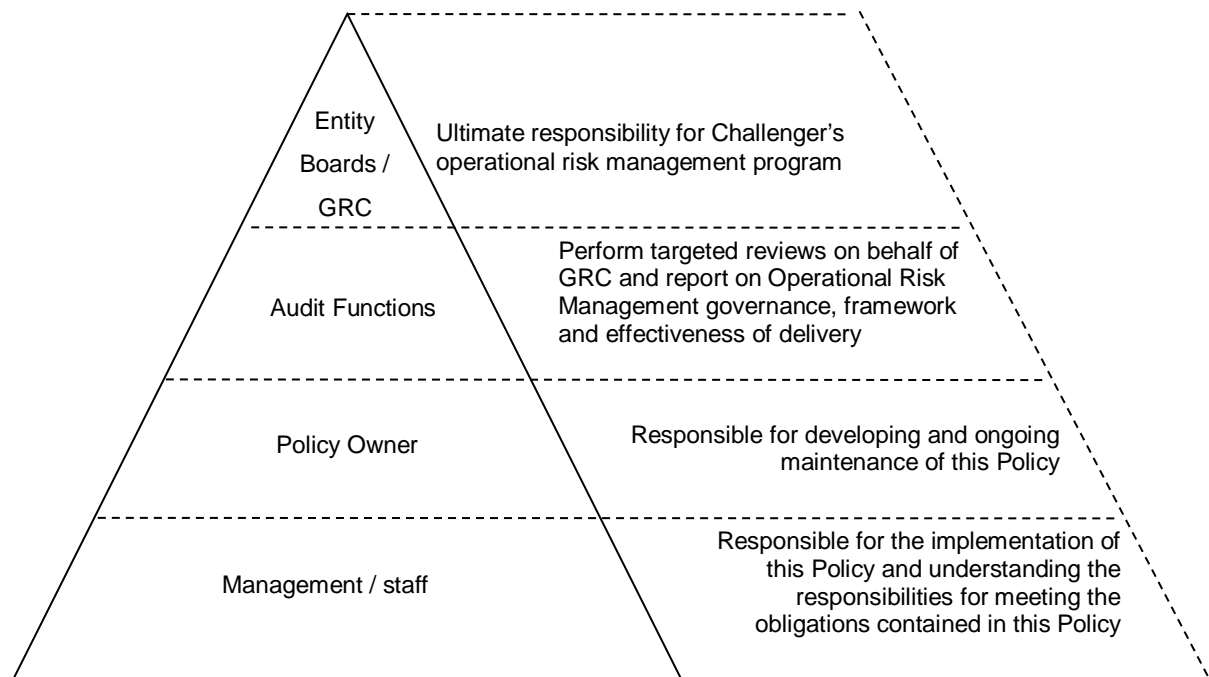 Entity
Boards /
GRC
Ultimate responsibility for Challenger’s
operational risk management program
Audit Functions
Perform targeted reviews on behalf of
GRC and report on Operational Risk
Management governance, framework
and effectiveness of delivery
Policy Owner
Responsible for developing and ongoing
maintenance of this Policy
Management / staff
Responsible for the implementation of
this Policy and understanding the
responsibilities for meeting the
obligations contained in this Policy